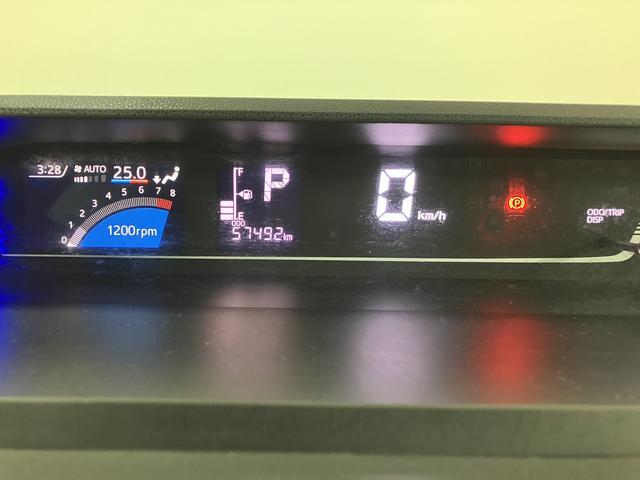 3:28/ AUTO 25.0
0 1 2 3 4 5 6 7 8
1200rpm
F
E
P
ODO
57492km
0 km/h
P
ODO/TRIP
DISP